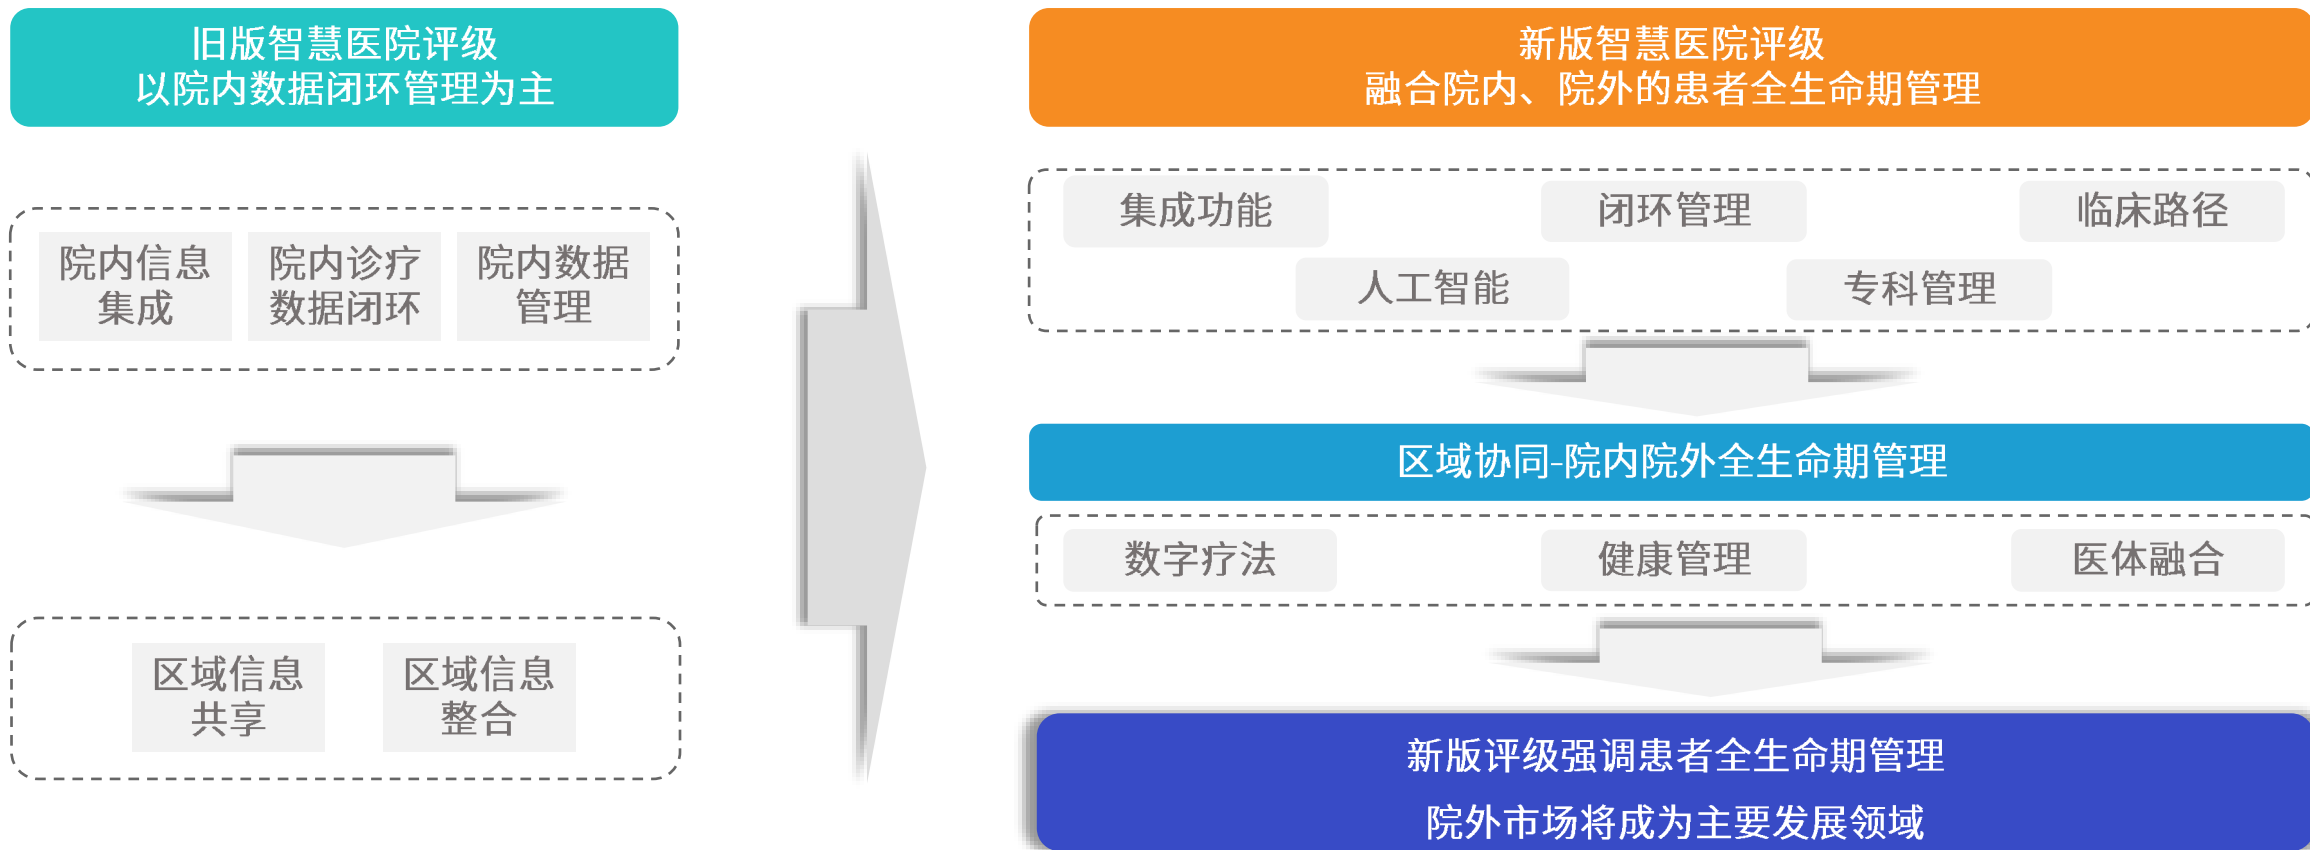 旧版智慧医院评级
以院内数据闭环管理为主
院内信息
集成
院内诊疗
数据闭环
院内数据
管理
区域信息
共享
区域信息
整合
新版智慧医院评级
融合院内、院外的患者全生命期管理
集成功能
闭环管理
临床路径
人工智能
专科管理
区域协同-院内院外全生命期管理
数字疗法
健康管理
医体融合
新版评级强调患者全生命期管理
院外市场将成为主要发展领域